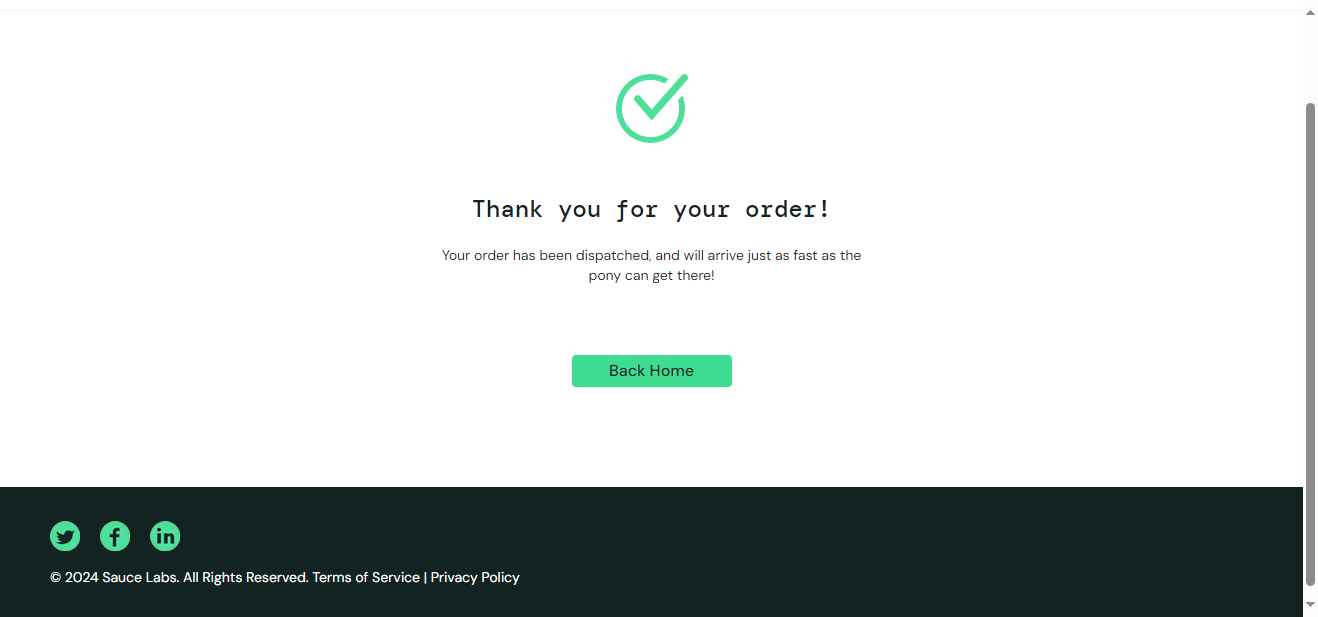 Thank you for your order!
Your order has been dispatched, and will arrive just as fast as the
pony can get there!
Back Home
© 2024 Sauce Labs. All Rights Reserved. Terms of Service | Privacy Policy